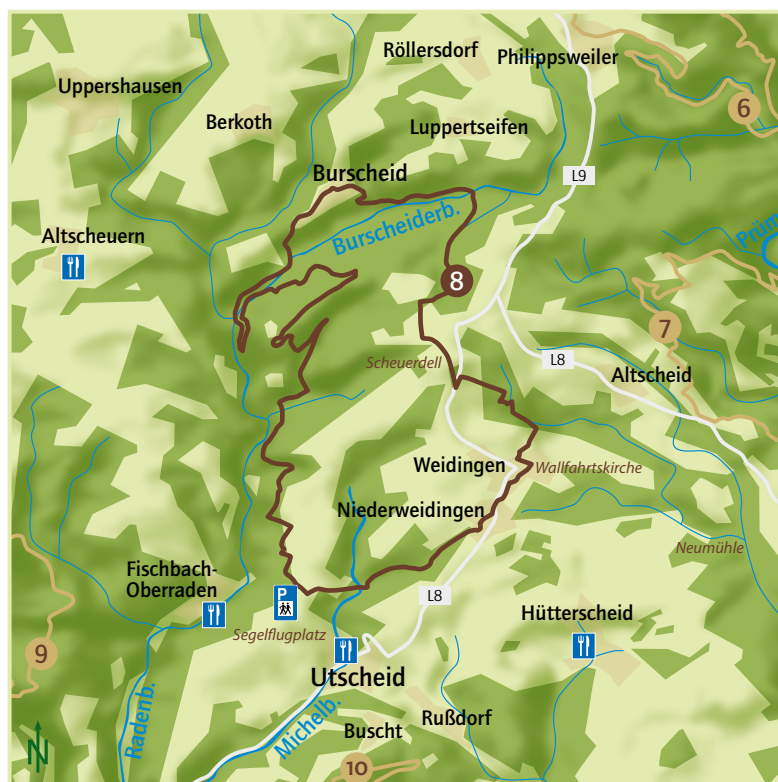 Röllersdorf
Philippsweiler
Uppershausen
6
Berkoth
Luppertseifen
Burscheid
L9
Burscheiderb.
Altscheuern
Prüm
8
7
Scheuerdell
L8
Altscheid
Weidingen
Wallfahrtskirche
Niederweidingen
Neumühle
Fischbach-
Oberraden
P
L8
Hütterscheid
Segelflugplatz
9
Utscheid
Radenb.
Michelb.
Rußdorf
Buscht
N
10